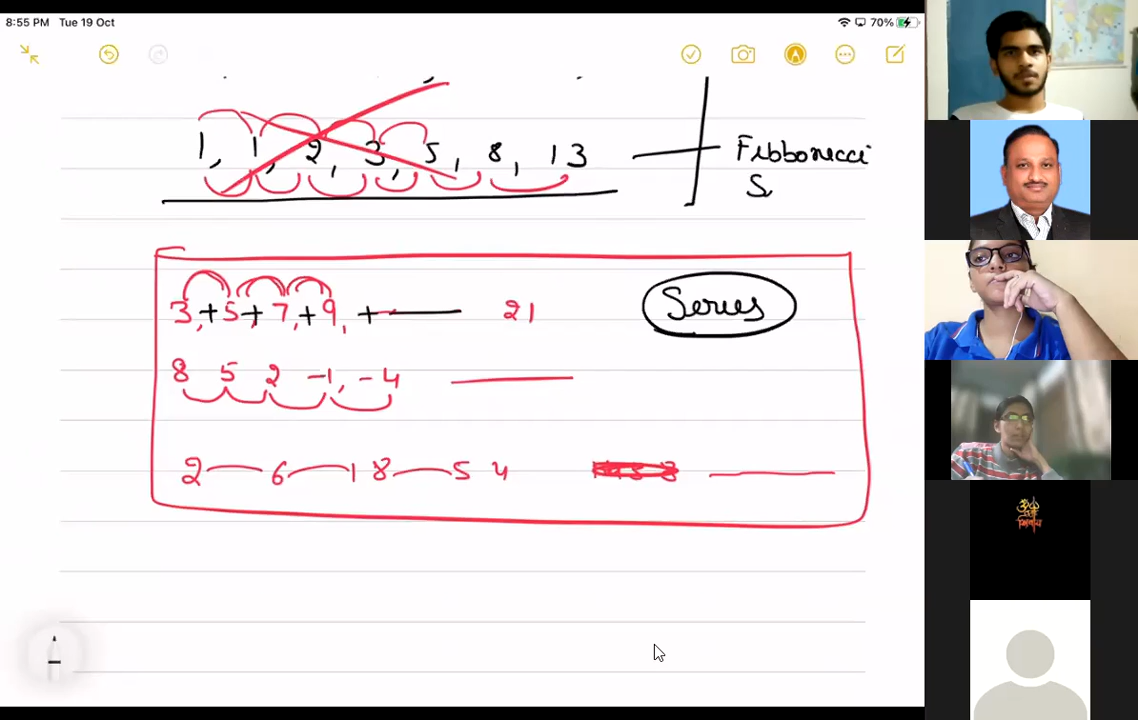 8:55 PM Tue 19 Oct 70%
1, 1, 2, 3, 5, 8, 13 — Fibbonacci
S
3, + 5 + 7, + 9, + — 21 Series
8 5 2 -1, -4 —
2 — 6 — 18 — 54 —